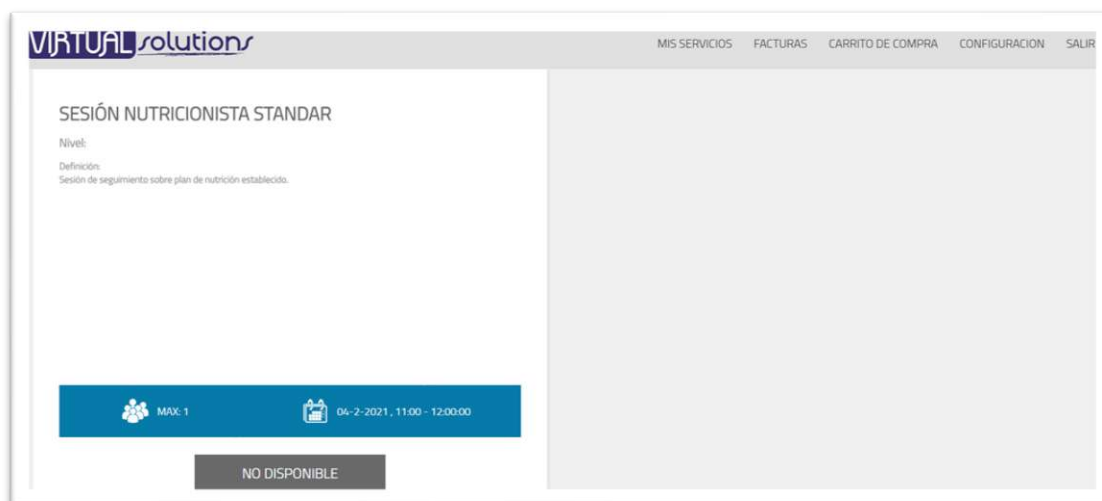 VIRTUAL solutions
MIS SERVICIOS FACTURAS CARRITO DE COMPRA CONFIGURACION SALIR
SESIÓN NUTRICIONISTA STANDAR
Nivel:
Definición:
Sesión de seguimiento sobre plan de nutrición establecido.
MAX: 1
04-2-2021 , 11:00 - 12:00:00
NO DISPONIBLE